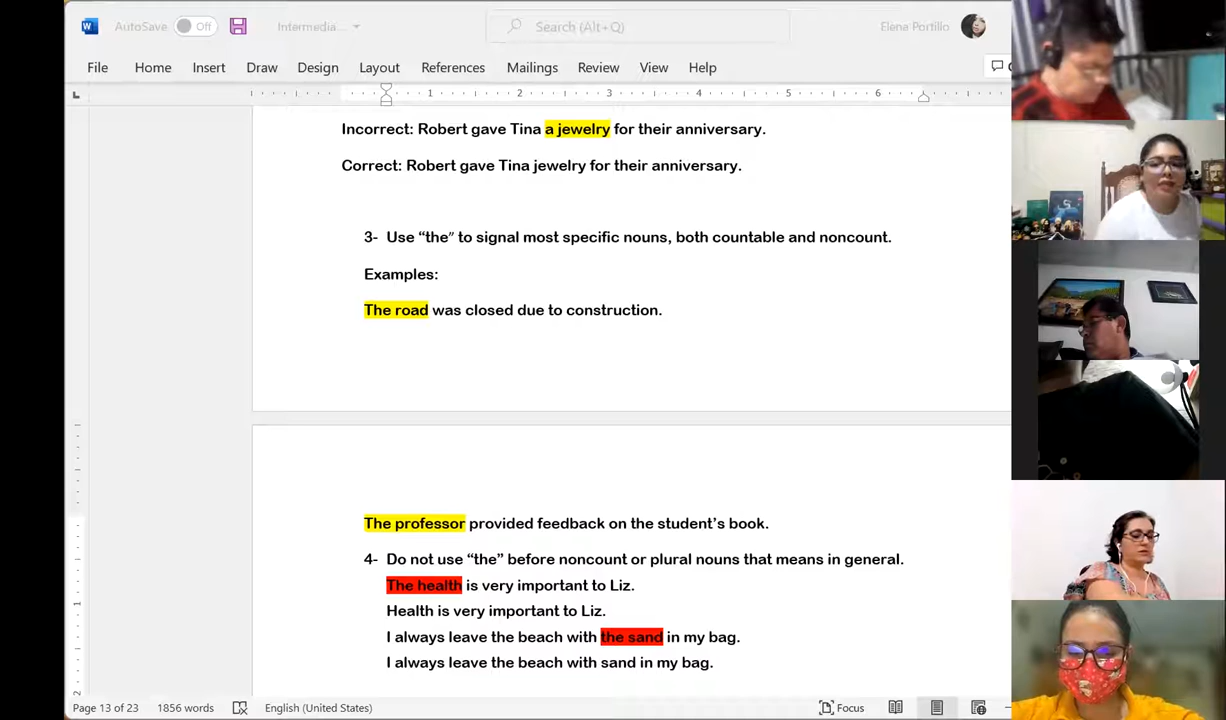 AutoSave Off Intermedia... Search (Alt+Q) Elena Portillo
File Home Insert Draw Design Layout References Mailings Review View Help
1 2 3 4 5 6
Incorrect: Robert gave Tina a jewelry for their anniversary.
Correct: Robert gave Tina jewelry for their anniversary.
3- Use “the” to signal most specific nouns, both countable and noncount.
Examples:
The road was closed due to construction.
The professor provided feedback on the student’s book.
4- Do not use “the” before noncount or plural nouns that means in general.
The health is very important to Liz.
Health is very important to Liz.
I always leave the beach with the sand in my bag.
I always leave the beach with sand in my bag.
Page 13 of 23 1856 words English (United States) Focus